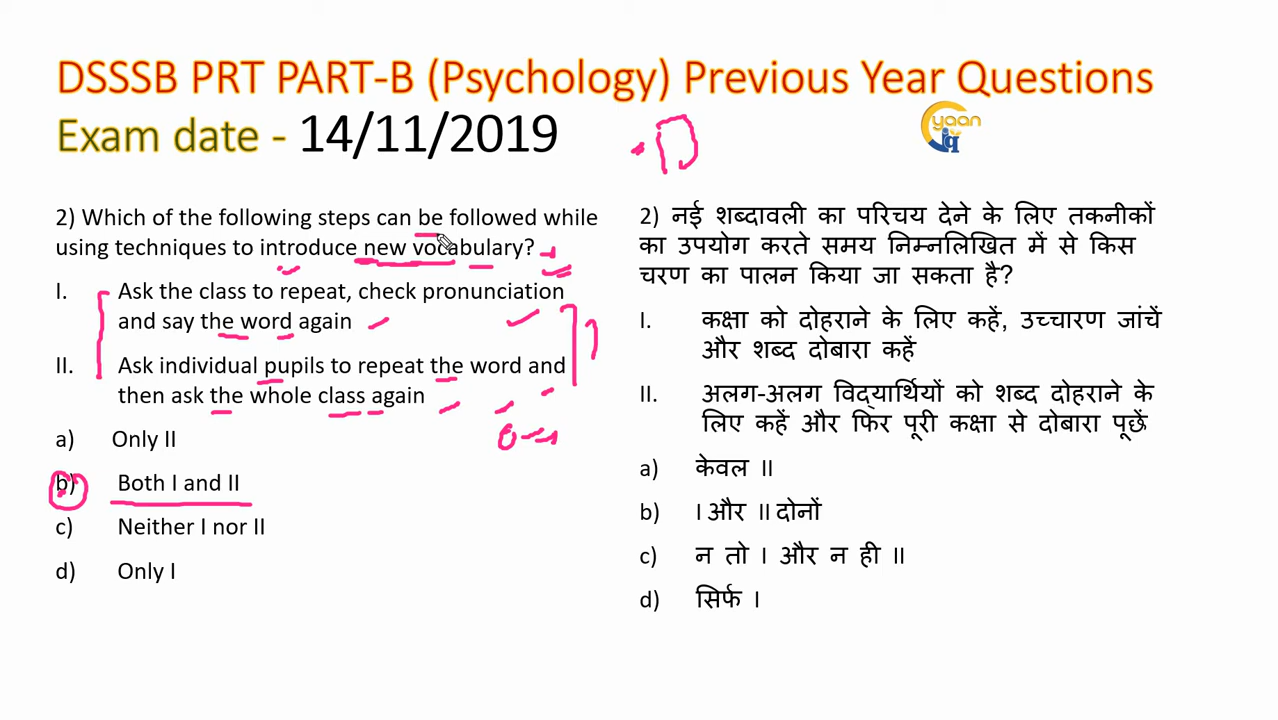 DSSSB PRT PART-B (Psychology) Previous Year Questions
Exam date - 14/11/2019
yaan
iq
2) Which of the following steps can be followed while
using techniques to introduce new vocabulary?
I. Ask the class to repeat, check pronunciation
and say the word again
II. Ask individual pupils to repeat the word and
then ask the whole class again
a) Only II
b) Both I and II
c) Neither I nor II
d) Only I
2) नई शब्दावली का परिचय देने के लिए तकनीकों
का उपयोग करते समय निम्नलिखित में से किस
चरण का पालन किया जा सकता है?
I. कक्षा को दोहराने के लिए कहें, उच्चारण जांचें
और शब्द दोबारा कहें
II. अलग-अलग विद्यार्थियों को शब्द दोहराने के
लिए कहें और फिर पूरी कक्षा से दोबारा पूछें
a) केवल II
b) I और II दोनों
c) न तो I और न ही II
d) सिर्फ I